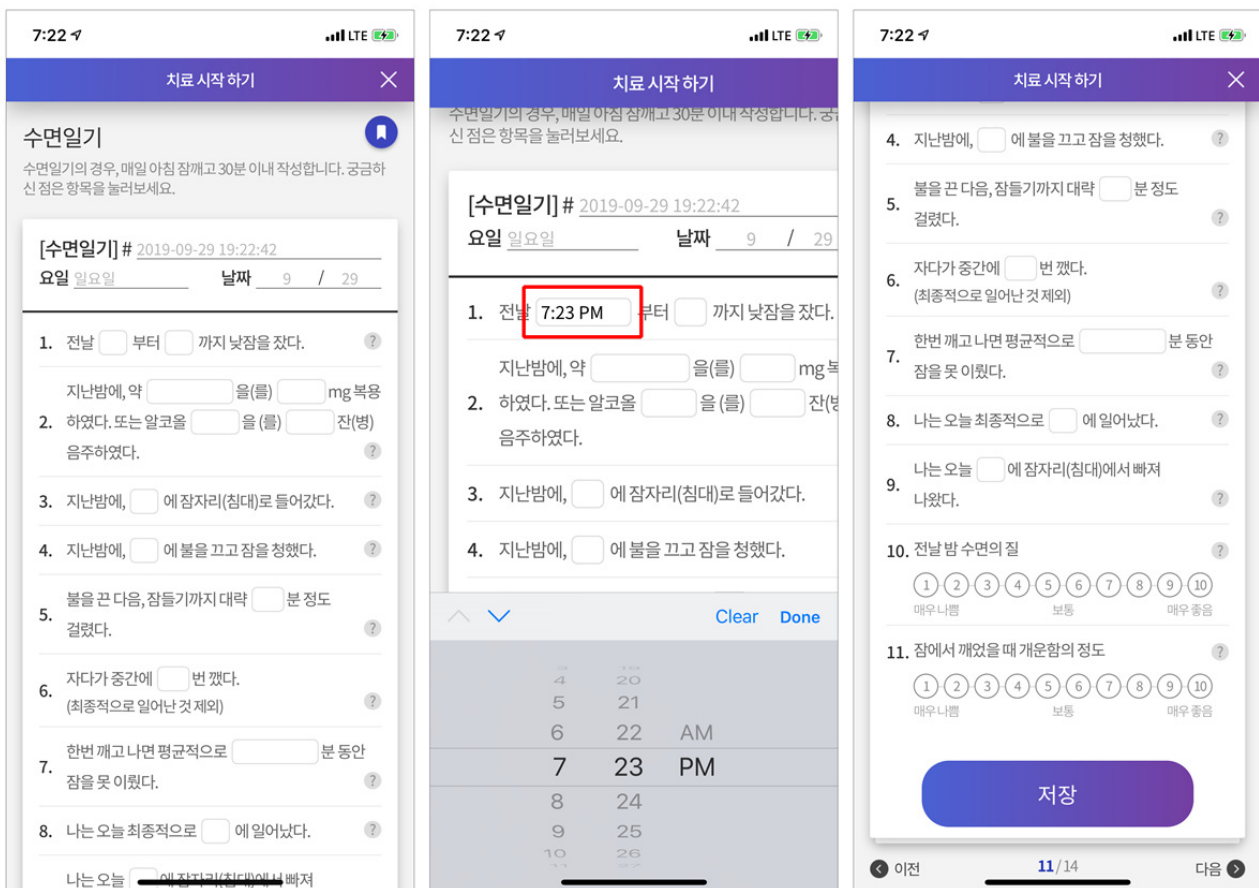 7:22
LTE
치료 시작 하기
수면일기
수면일기의 경우, 매일 아침 잠깨고 30분 이내 작성합니다. 궁금하
신 점은 항목을 눌러보세요.
[수면일기] # 2019-09-29 19:22:42
요일 일요일 날짜 9 / 29
1. 전날 부터 까지 낮잠을 잤다. ?
지난밤에, 약 을(를) mg 복용
2. 하였다. 또는 알코올 을 (를) 잔(병)
음주하였다. ?
3. 지난밤에, 에 잠자리(침대)로 들어갔다. ?
4. 지난밤에, 에 불을 끄고 잠을 청했다. ?
불을 끈 다음, 잠들기까지 대략 분 정도
5.
걸렸다. ?
자다가 중간에 번 깼다.
6.
(최종적으로 일어난 것 제외) ?
한번 깨고 나면 평균적으로 분 동안
7.
잠을 못 이뤘다. ?
8. 나는 오늘 최종적으로 에 일어났다. ?
나는 오늘 에 잠자리(침대)에서 빠져
7:22
LTE
치료 시작 하기
수면일기의 경우, 매일 아침 잠깨고 30분 이내 작성합니다. 궁
신 점은 항목을 눌러보세요.
[수면일기] # 2019-09-29 19:22:42
요일 일요일 날짜 9 / 29
1. 전날 7:23 PM 부터 까지 낮잠을 잤다.
지난밤에, 약 을(를) mg
2. 하였다. 또는 알코올 을 (를)
음주하였다.
3. 지난밤에, 에 잠자리(침대)로 들어갔다.
4. 지난밤에, 에 불을 끄고 잠을 청했다.
Clear Done
4 20
5 21
6 22 AM
7 23 PM
8 24
9 25
10 26
7:22
LTE
치료 시작 하기
4. 지난밤에, 에 불을 끄고 잠을 청했다. ?
불을 끈 다음, 잠들기까지 대략 분 정도
5.
걸렸다. ?
자다가 중간에 번 깼다.
6.
(최종적으로 일어난 것 제외) ?
한번 깨고 나면 평균적으로 분 동안
7.
잠을 못 이뤘다. ?
8. 나는 오늘 최종적으로 에 일어났다. ?
나는 오늘 에 잠자리(침대)에서 빠져
9.
나왔다. ?
10. 전날 밤 수면의 질 ?
1 2 3 4 5 6 7 8 9 10
매우 나쁨 보통 매우 좋음
11. 잠에서 깨었을 때 개운함의 정도 ?
1 2 3 4 5 6 7 8 9 10
매우 나쁨 보통 매우 좋음
저장
이전 11/14 다음